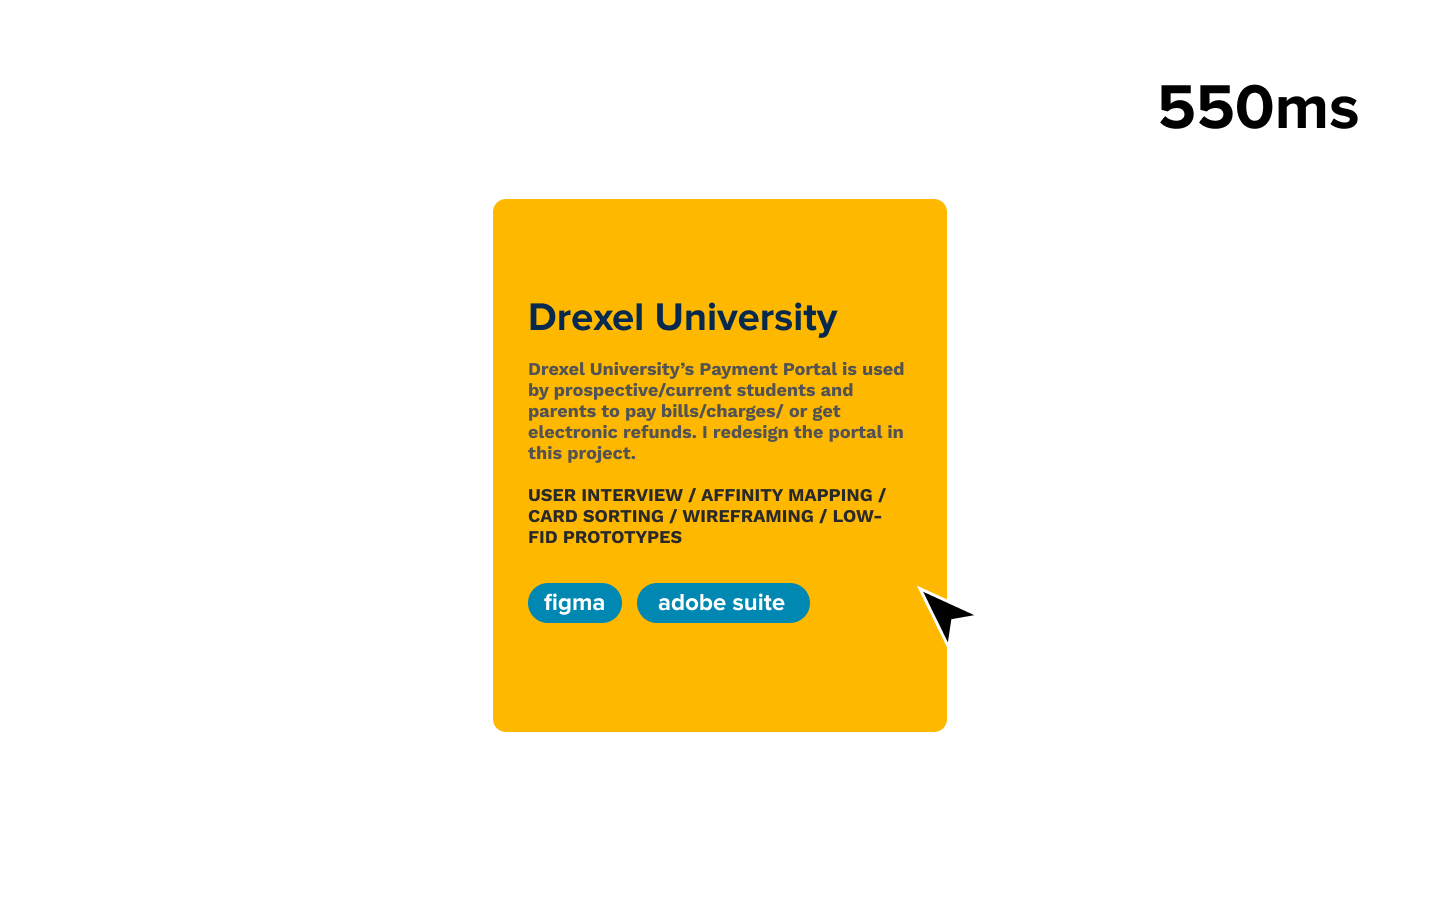 550ms
Drexel University
Drexel University’s Payment Portal is used
by prospective/current students and
parents to pay bills/charges/ or get
electronic refunds. I redesign the portal in
this project.
USER INTERVIEW / AFFINITY MAPPING /
CARD SORTING / WIREFRAMING / LOW-
FID PROTOTYPES
figma
adobe suite